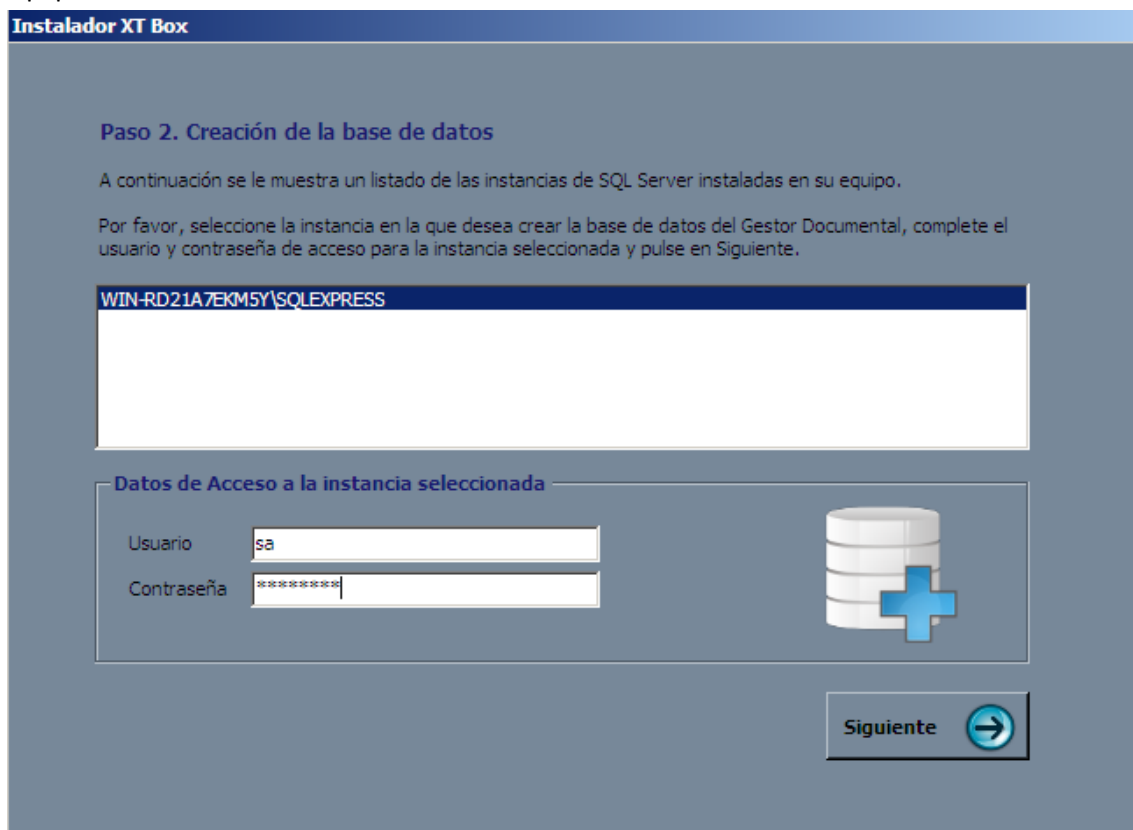 Instalador XT Box
Paso 2. Creación de la base de datos
A continuación se le muestra un listado de las instancias de SQL Server instaladas en su equipo.
Por favor, seleccione la instancia en la que desea crear la base de datos del Gestor Documental, complete el
usuario y contraseña de acceso para la instancia seleccionada y pulse en Siguiente.
WIN-RD21A7EKM5Y\SQLEXPRESS
Datos de Acceso a la instancia seleccionada
Usuario sa
Contraseña ********
Siguiente